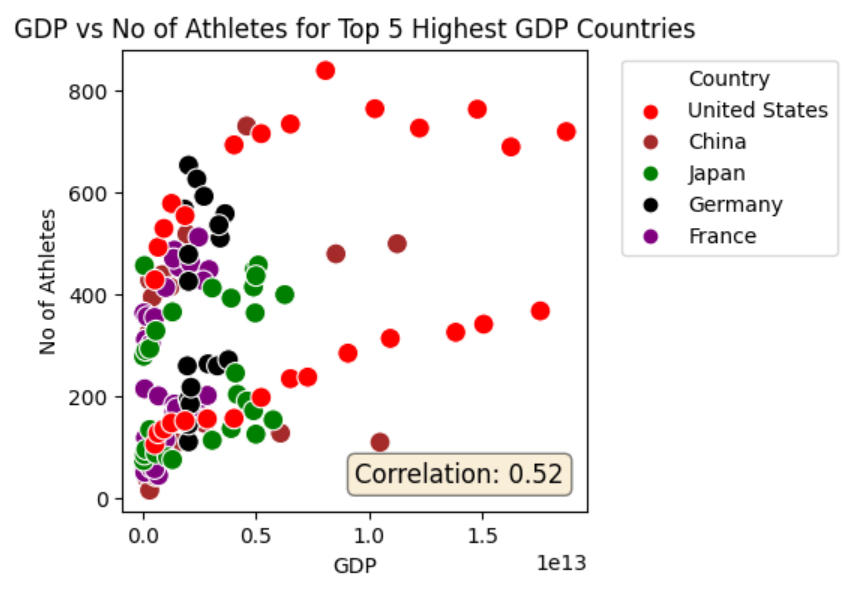 GDP vs No of Athletes for Top 5 Highest GDP Countries
800
600
400
200
0
No of Athletes
0.0 0.5 1.0 1.5
1e13
GDP
Correlation: 0.52
Country
United States
China
Japan
Germany
France